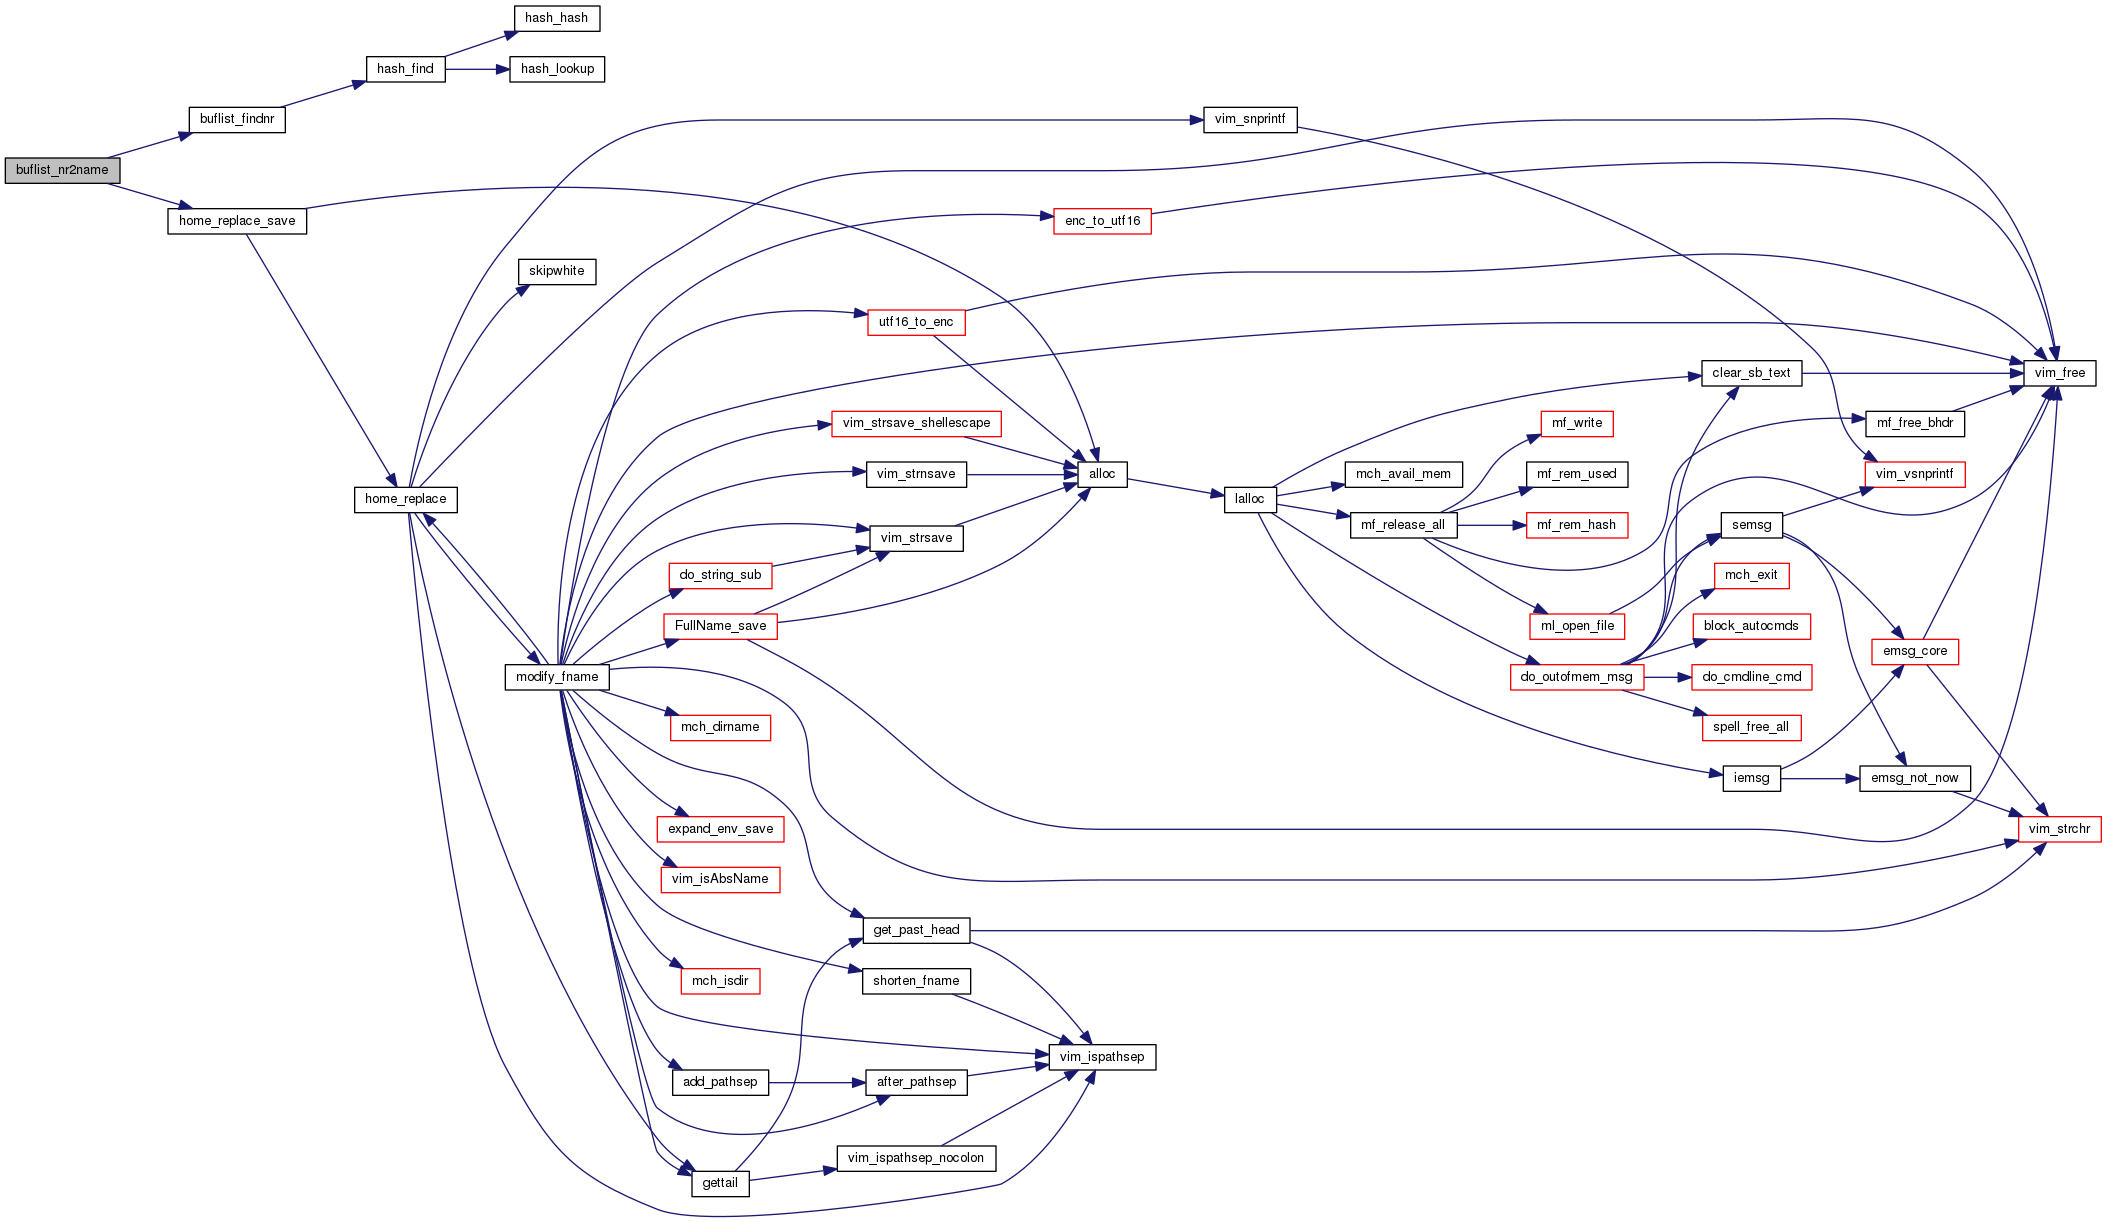 buflist_nr2name
buflist_findnr
hash_find
hash_hash
hash_lookup
home_replace_save
home_replace
skipwhite
modify_fname
vim_snprintf
enc_to_utf16
utf16_to_enc
vim_strsave_shellescape
vim_strnsave
vim_strsave
do_string_sub
FullName_save
mch_dirname
expand_env_save
vim_isAbsName
get_past_head
mch_isdir
shorten_fname
add_pathsep
after_pathsep
vim_ispathsep
vim_ispathsep_nocolon
gettail
alloc
lalloc
mch_avail_mem
mf_release_all
mf_write
mf_rem_used
mf_rem_hash
ml_open_file
do_outofmem_msg
clear_sb_text
semsg
mch_exit
block_autocmds
do_cmdline_cmd
spell_free_all
iemsg
mf_free_bhdr
vim_vsnprintf
emsg_core
emsg_not_now
vim_free
vim_strchr